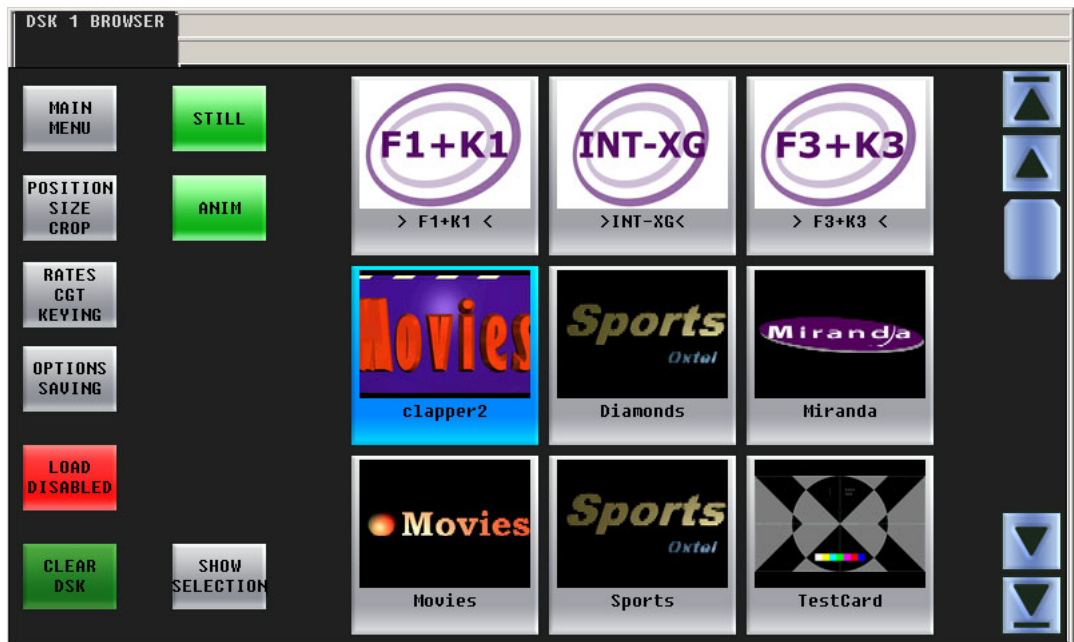 DSK 1 BROWSER
MAIN
MENU
STILL
F1+K1
INT-XG
F3+K3
> F1+K1 <
>INT-XG<
> F3+K3 <
POSITION
SIZE
CROP
ANIM
RATES
CGT
KEYING
OPTIONS
SAVING
Movies
Sports
Oxtel
Miranda
clapper2
Diamonds
Miranda
LOAD
DISABLED
Movies
Sports
Oxtel
CLEAR
DSK
SHOW
SELECTION
Movies
Sports
TestCard